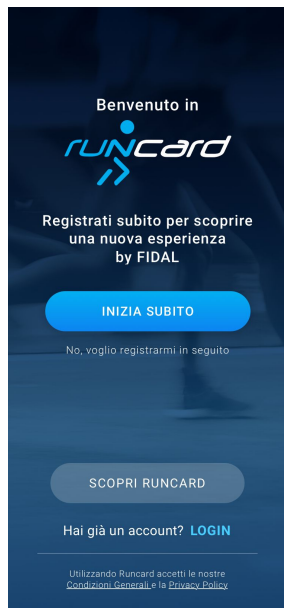 Benvenuto in
runcard
Registrati subito per scoprire
una nuova esperienza
by FIDAL
INIZIA SUBITO
No, voglio registrarmi in seguito
SCOPRI RUNCARD
Hai già un account? LOGIN
Utilizzando Runcard accetti le nostre
Condizioni Generali e la Privacy Policy